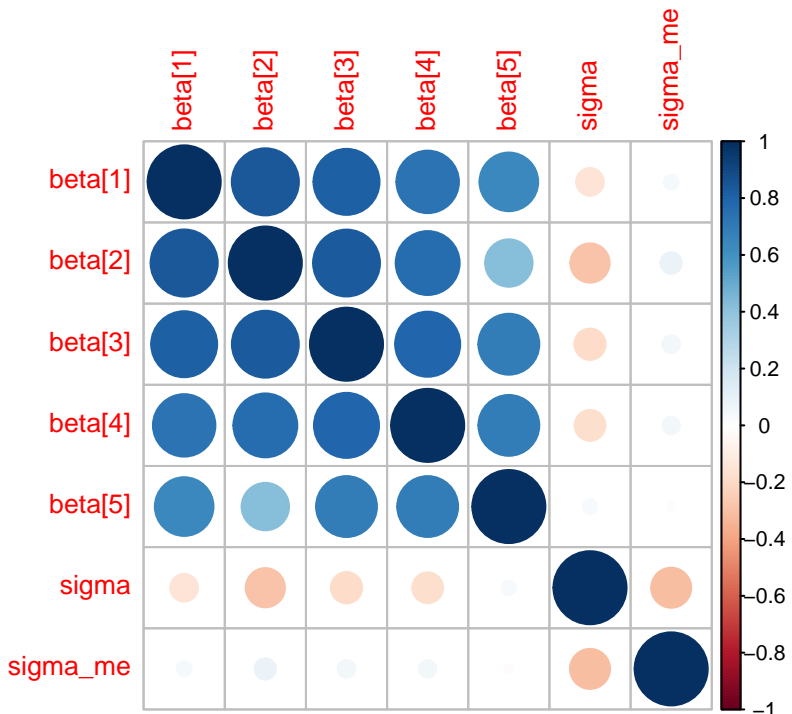 beta[1]
beta[2]
beta[3]
beta[4]
beta[5]
sigma
sigma_me
beta[1]
beta[2]
beta[3]
beta[4]
beta[5]
sigma
sigma_me
1
0.8
0.6
0.4
0.2
0
−0.2
−0.4
−0.6
−0.8
−1